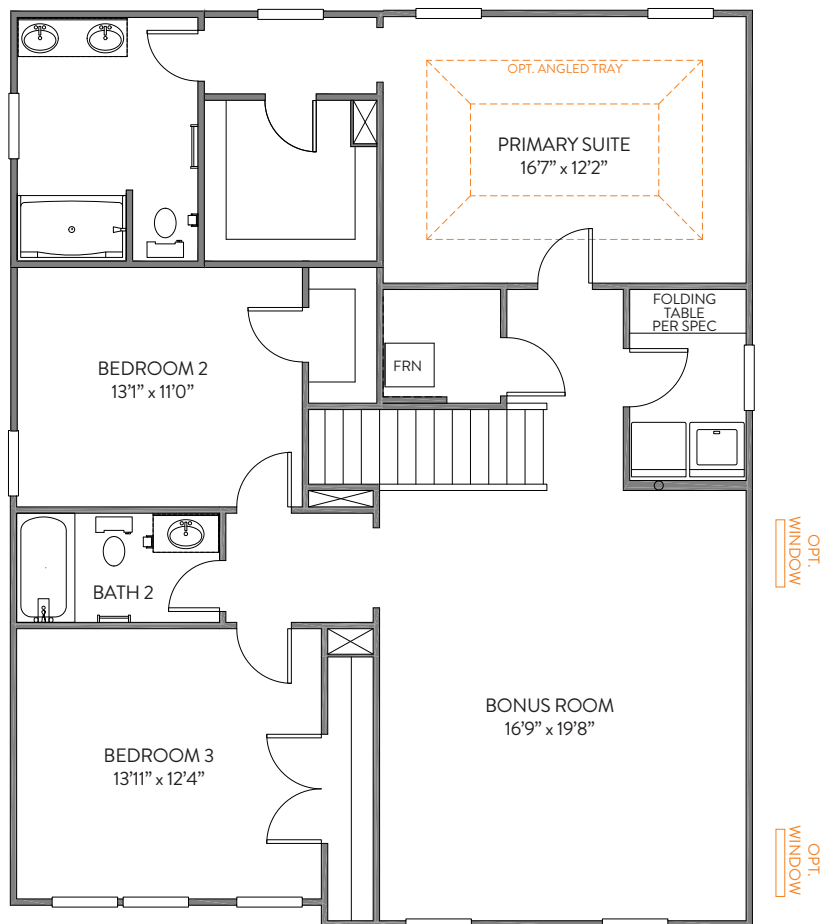 OPT. ANGLED TRAY
PRIMARY SUITE
16’7” x 12’2”
FOLDING
TABLE
PER SPEC
FRN
BEDROOM 2
13’1” x 11’0”
OPT.
WINDOW
BATH 2
BONUS ROOM
16’9” x 19’8”
BEDROOM 3
13’11” x 12’4”
OPT.
WINDOW